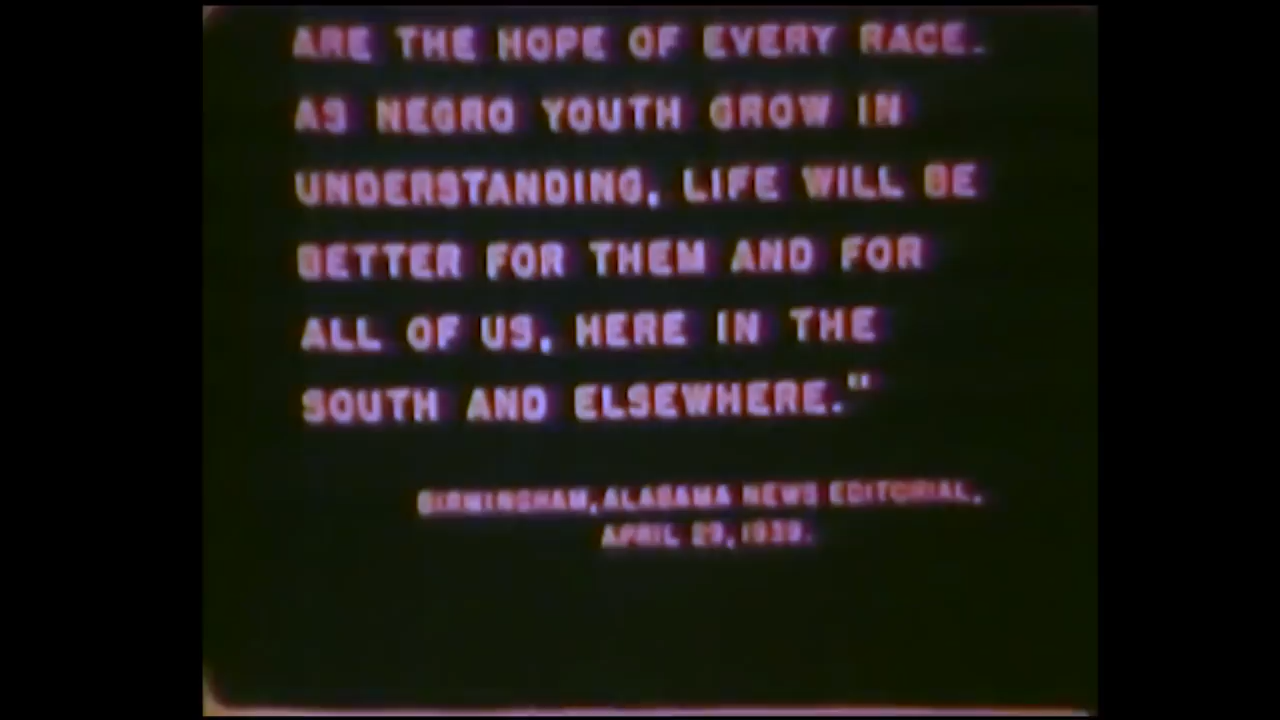 ARE THE HOPE OF EVERY RACE.
AS NEGRO YOUTH GROW IN
UNDERSTANDING, LIFE WILL BE
BETTER FOR THEM AND FOR
ALL OF US, HERE IN THE
SOUTH AND ELSEWHERE."
BIRMINGHAM, ALABAMA NEWS EDITORIAL,
APRIL 29, 1939.